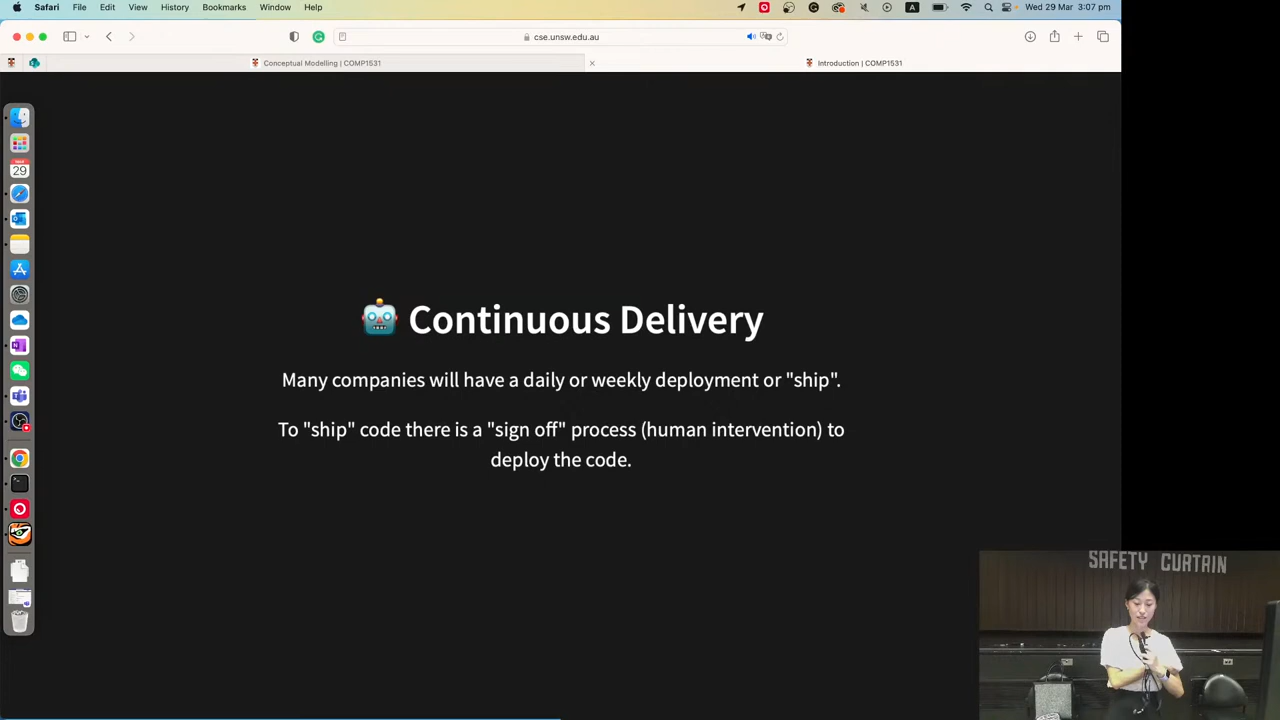 Safari File Edit View History Bookmarks Window Help
A
Wed 29 Mar 3:07 pm
cse.unsw.edu.au
Conceptual Modelling | COMP1531
Introduction | COMP1531
29
Continuous Delivery
Many companies will have a daily or weekly deployment or "ship".
To "ship" code there is a "sign off" process (human intervention) to
deploy the code.
SAFETY CURTAIN